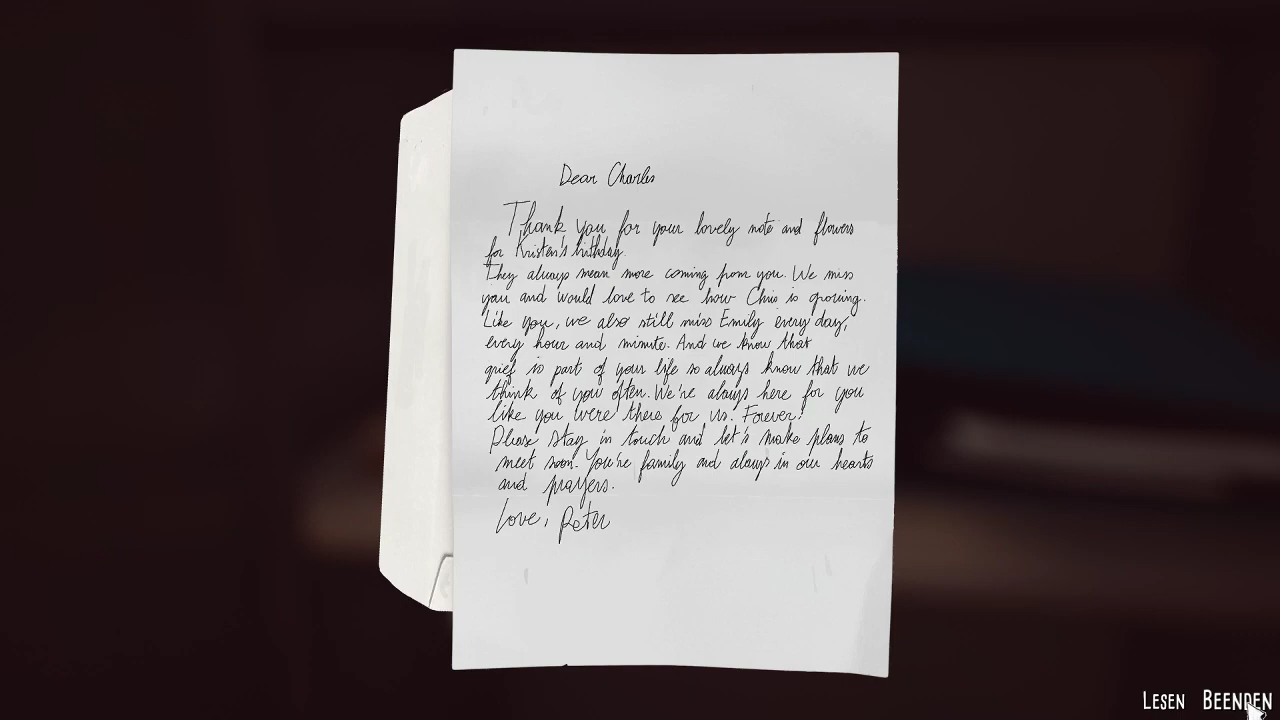 Dear Charles
Thank you for your lovely note and flowers
for Kristen's birthday.
They always mean more coming from you. We miss
you and would love to see how Chris is growing.
Like you, we also still miss Emily every day,
every hour and minute. And we know that
grief is part of your life so always know that we
think of you often. We're always here for you
like you were there for us. Forever!
Please stay in touch and let's make plans to
meet soon. You're family and always in our hearts
and prayers.
Love, Peter
LESEN BEENDEN